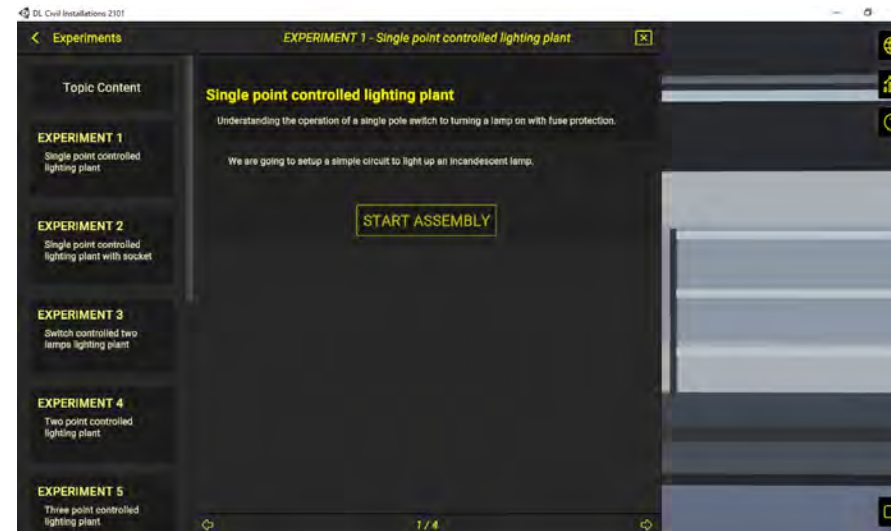 DL Civil Installations 2101
Experiments
EXPERIMENT 1 - Single point controlled lighting plant
Topic Content
EXPERIMENT 1
Single point controlled
lighting plant
EXPERIMENT 2
Single point controlled
lighting plant with socket
EXPERIMENT 3
Switch controlled two
lamps lighting plant
EXPERIMENT 4
Two point controlled
lighting plant
EXPERIMENT 5
Three point controlled
lighting plant
Single point controlled lighting plant
Understanding the operation of a single pole switch to turning a lamp on with fuse protection.
We are going to setup a simple circuit to light up an incandescent lamp.
START ASSEMBLY
1/4